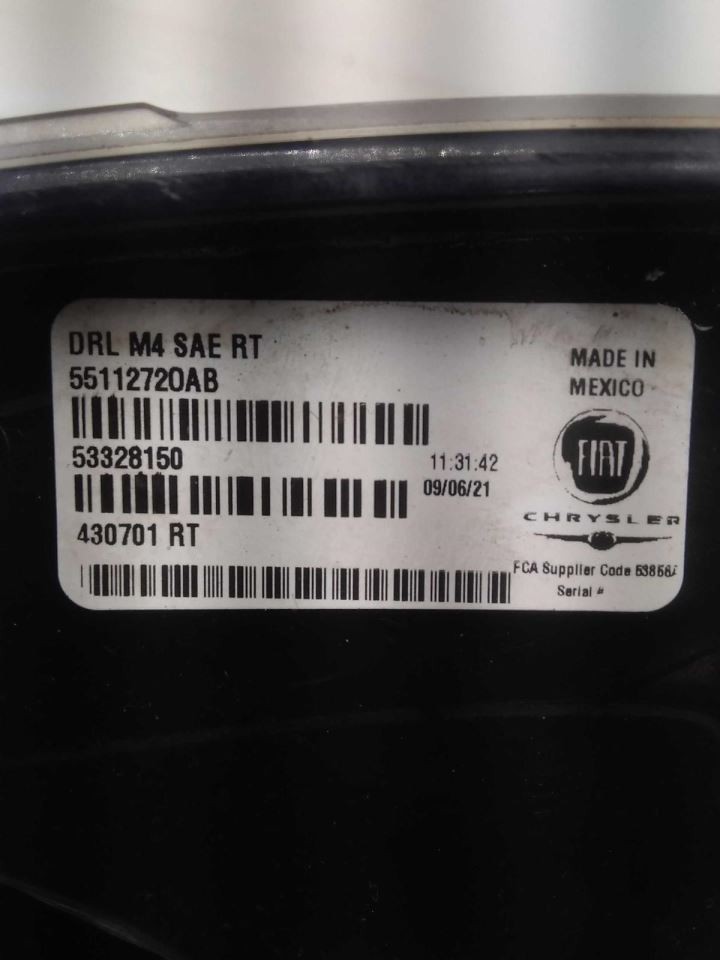 DRL M4 SAE RT
55112720AB
53328150
11:31:42
09/06/21
430701 RT
MADE IN
MEXICO
FIAT
CHRYSLER
FCA Supplier Code
Serial #